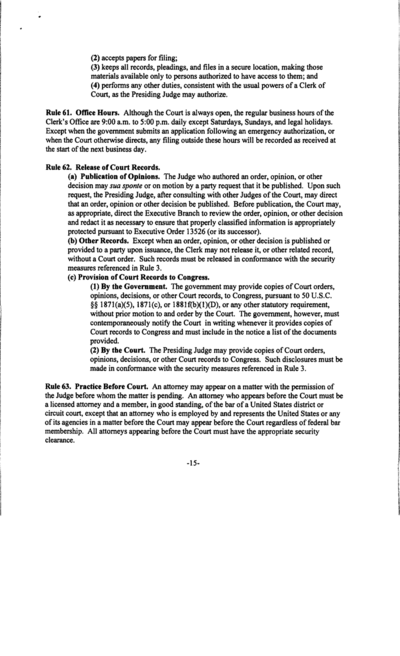 (2) accepts papers for filing;
(3) keeps all records, pleadings, and files in a secure location, making those
materials available only to persons authorized to have access to them; and
(4) performs any other duties, consistent with the usual powers of a Clerk of
Court, as the Presiding Judge may authorize.
Rule 61. Office Hours. Although the Court is always open, the regular business hours of the
Clerk's Office are 9:00 a.m. to 5:00 p.m. daily except Saturdays, Sundays, and legal holidays.
Except when the government submits an application following an emergency authorization, or
when the Court otherwise directs, any filing outside these hours will be recorded as received at
the start of the next business day.
Rule 62. Release of Court Records.
(a) Publication of Opinions. The Judge who authored an order, opinion, or other
decision may sua sponte or on motion by a party request that it be published. Upon such
request, the Presiding Judge, after consulting with other Judges of the Court, may direct
that an order, opinion or other decision be published. Before publication, the Court may,
as appropriate, direct the Executive Branch to review the order, opinion, or other decision
and redact it as necessary to ensure that properly classified information is appropriately
protected pursuant to Executive Order 13526 (or its successor).
(b) Other Records. Except when an order, opinion, or other decision is published or
provided to a party upon issuance, the Clerk may not release it, or other related record,
without a Court order. Such records must be released in conformance with the security
measures referenced in Rule 3.
(c) Provision of Court Records to Congress.
(1) By the Government. The government may provide copies of Court orders,
opinions, decisions, or other Court records, to Congress, pursuant to 50 U.S.C.
§§ 1871(a)(5), 1871(c), or 1881f(b)(1)(D), or any other statutory requirement,
without prior motion to and order by the Court. The government, however, must
contemporaneously notify the Court in writing whenever it provides copies of
Court records to Congress and must include in the notice a list of the documents
provided.
(2) By the Court. The Presiding Judge may provide copies of Court orders,
opinions, decisions, or other Court records to Congress. Such disclosures must be
made in conformance with the security measures referenced in Rule 3.
Rule 63. Practice Before Court. An attorney may appear on a matter with the permission of
the Judge before whom the matter is pending. An attorney who appears before the Court must be
a licensed attorney and a member, in good standing, of the bar of a United States district or
circuit court, except that an attorney who is employed by and represents the United States or any
of its agencies in a matter before the Court may appear before the Court regardless of federal bar
membership. All attorneys appearing before the Court must have the appropriate security
clearance.
-15-